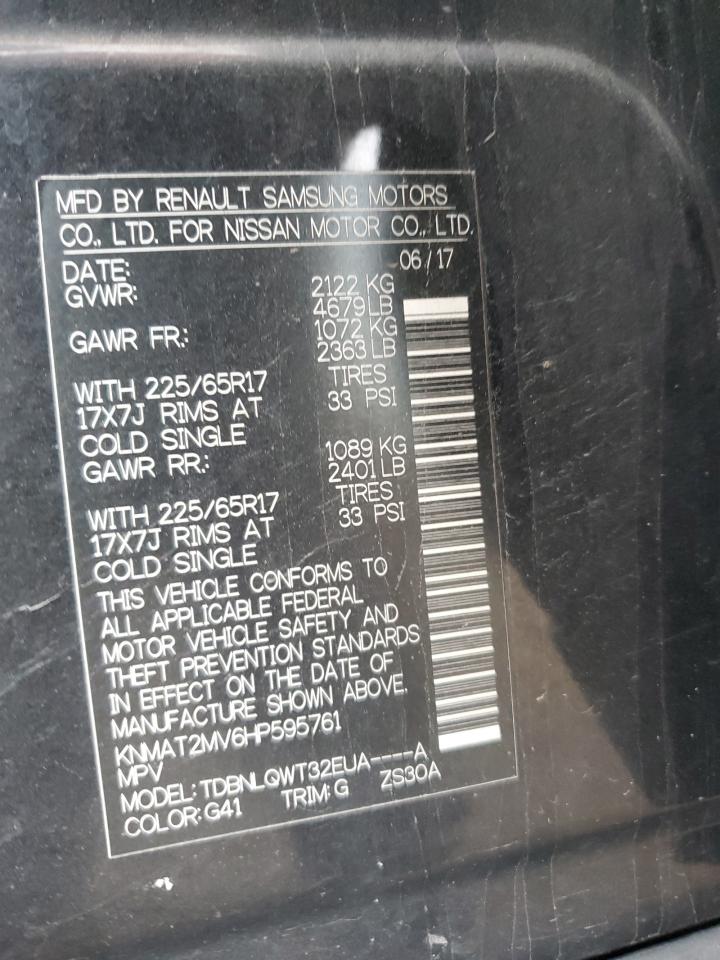 MFD BY RENAULT SAMSUNG MOTORS
CO., LTD. FOR NISSAN MOTOR CO., LTD.
DATE: 06/17
GVWR: 2122 KG
4679 LB
GAWR FR.: 1072 KG
2363 LB
WITH 225/65R17 TIRES
17X7J RIMS AT 33 PSI
COLD SINGLE
GAWR RR.: 1089 KG
2401 LB
WITH 225/65R17 TIRES
17X7J RIMS AT 33 PSI
COLD SINGLE
THIS VEHICLE CONFORMS TO
ALL APPLICABLE FEDERAL
MOTOR VEHICLE SAFETY AND
THEFT PREVENTION STANDARDS
IN EFFECT ON THE DATE OF
MANUFACTURE SHOWN ABOVE.
KNMAT2MV6HP595761
MPV
MODEL: TDBNLQWT32EUA----A
COLOR: G41 TRIM: G ZS30A